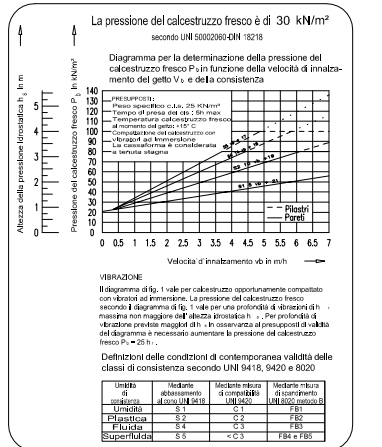 La pressione del calcestruzzo fresco è di 30 kN/m²
secondo UNI 50002060-DIN 18218
Diagramma per la determinazione della pressione del
calcestruzzo fresco P b in funzione della velocità di innalza-
mento del getto V b e della consistenza
Altezza della pressione idrostatica h s In m
Pressione del calcestruzzo fresco P b In kN/m²
5
4
3
2
1
0
140
130
120
110
100
90
80
70
60
50
40
30
20
10
0
PRESUPPOSTI:
Peso specifico c.l.s. 25 KN/m³
Tempo di presa del cls : 5h max
Temperatura calcestruzzo fresco
al momento del getto: +15° C
Compattazione del calcestruzzo con
vibratori ad immersione
La cassaforma è considerata
a tenuta stagna
Pilastri
Pareti
0 0.5 1 1.5 2 2.5 3 3.5 4 4.5 5 5.5 6 6.5 7
Velocita' d'innalzamento vb in m/h
VIBRAZIONE
Il diagramma di fig. 1 vale per calcestruzzo opportunamente compattato
con vibratori ad immersione. La pressione del calcestruzzo fresco
secondo il diagramma di fig. 1 vale per una profondità di vibrazioni di h
massima non maggiore dell' altezza idrostatica h s . Per profondità di
vibrazione previste maggiori di h s in osservanza ai presupposti di validità
del diagramma è necessario aumentare la pressione del calcestruzzo
fresco P b = 25 h
Definizioni delle condizioni di contemporanea validità delle
classi di consistenza secondo UNI 9418, 9420 e 8020
Umidità di consistenza Mediante abbassamento al cono UNI 9418 Mediante misura di compatibilità UNI 9420 Mediante misura di spandimento UNI 8020 metodo B
Umidità S 1 C 1 FB1
Plastica S 2 C 2 FB2
Fluida S 4 C 3 FB3
Superfluida S 5 < C 3 FB4 e FB5